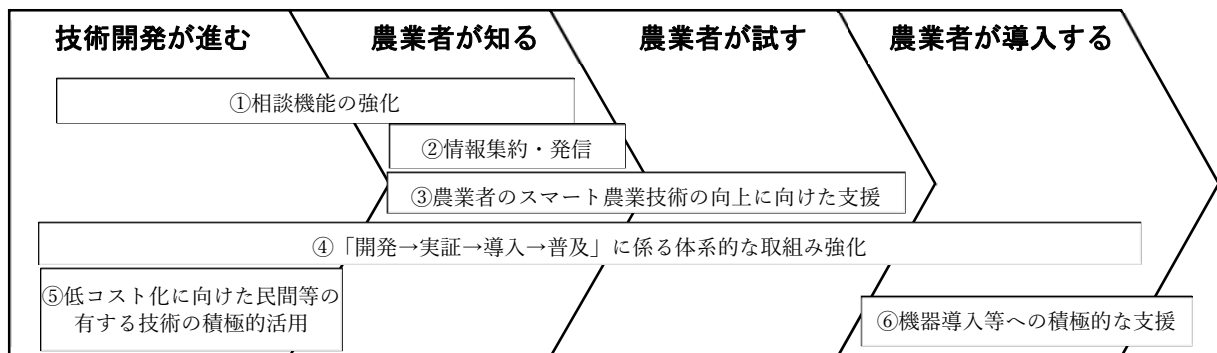 技術開発が進む
農業者が知る
農業者が試す
農業者が導入する
①相談機能の強化
②情報集約・発信
③農業者のスマート農業技術の向上に向けた支援
④「開発→実証→導入→普及」に係る体系的な取組み強化
⑤低コスト化に向けた民間等の
有する技術の積極的活用
⑥機器導入等への積極的な支援